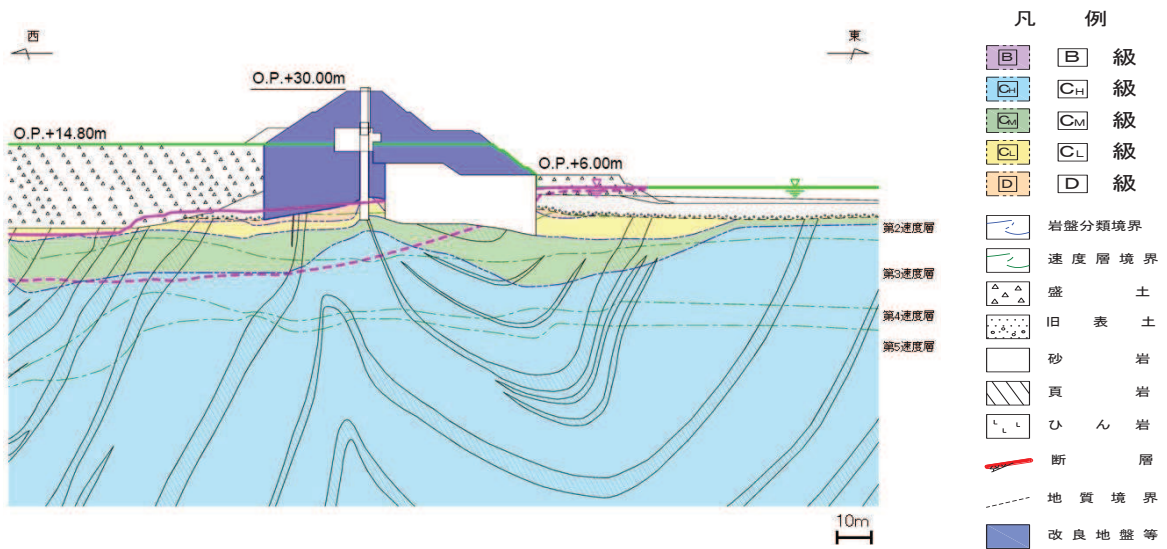 西
東
O.P.+30.00m
O.P.+14.80m
O.P.+6.00m
第2速度層
第3速度層
第4速度層
第5速度層
10m
凡 例
B B 級
CH CH 級
CM CM 級
CL CL 級
D D 級
岩盤分類境界
速度層境界
盛 土
旧 表 土
砂 岩
頁 岩
ひ ん 岩
断 層
地 質 境 界
改 良 地 盤 等